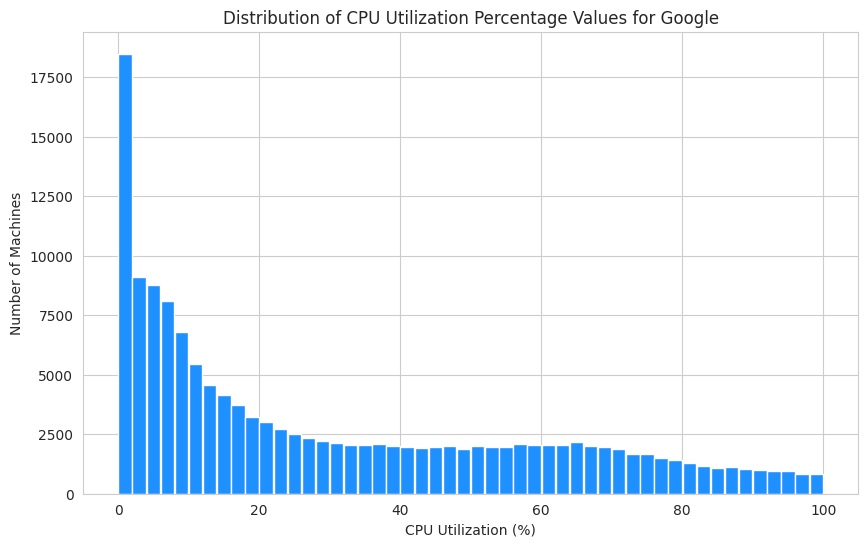 Distribution of CPU Utilization Percentage Values for Google
17500
15000
12500
10000
7500
5000
2500
0
Number of Machines
0 20 40 60 80 100
CPU Utilization (%)